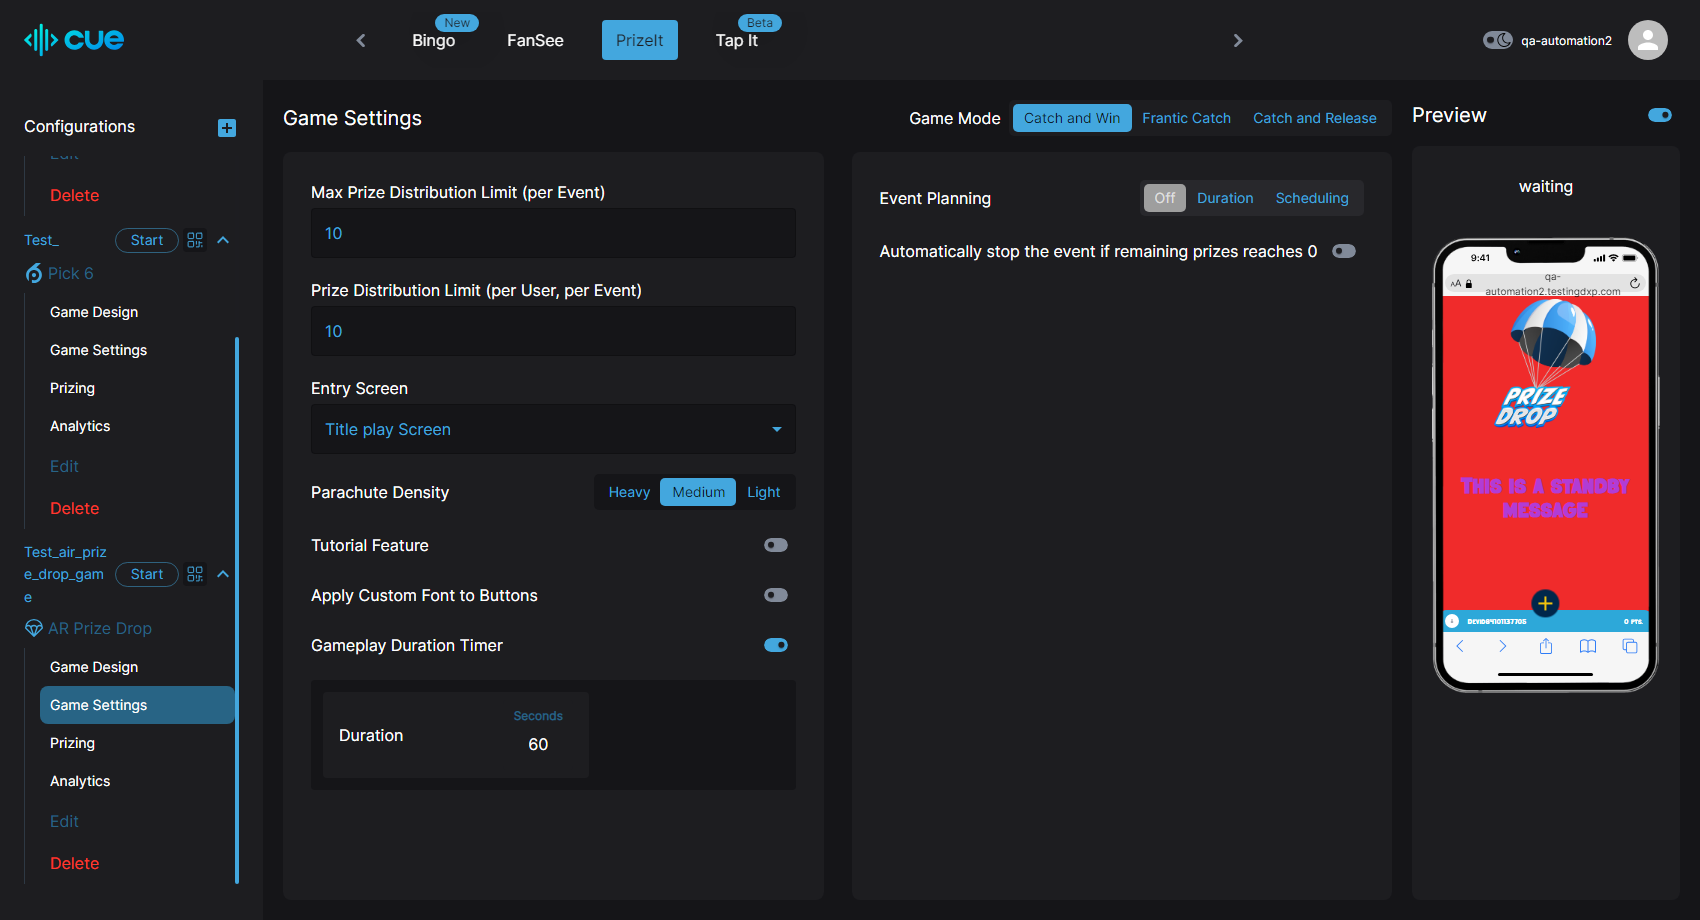 cue
New
Bingo
FanSee
PrizeIt
Beta
Tap It
qa-automation2
Configurations
Edit
Delete
Test_
Start
Pick 6
Game Design
Game Settings
Prizing
Analytics
Edit
Delete
Test_air_priz
e_drop_gam
e
Start
AR Prize Drop
Game Design
Game Settings
Prizing
Analytics
Edit
Delete
Game Settings
Game Mode
Catch and Win
Frantic Catch
Catch and Release
Max Prize Distribution Limit (per Event)
10
Prize Distribution Limit (per User, per Event)
10
Entry Screen
Title play Screen
Parachute Density
Heavy
Medium
Light
Tutorial Feature
Apply Custom Font to Buttons
Gameplay Duration Timer
Duration
Seconds
60
Event Planning
Off
Duration
Scheduling
Automatically stop the event if remaining prizes reaches 0
Preview
waiting
9:41
AA
qa-
automation2.testingdxp.com
PRIZE
DROP
THIS IS A STANDBY
MESSAGE
0 PTS.